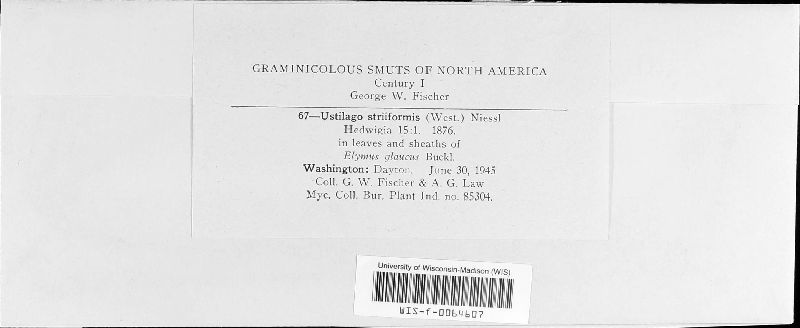 GRAMINICOLOUS SMUTS OF NORTH AMERICA
Century I
George W. Fischer
67—Ustilago striiformis (West.) Niessl
Hedwigia 15:1. 1876.
in leaves and sheaths of
Elymus glaucus Buckl.
Washington: Dayton. June 30, 1945
Coll. G. W. Fischer & A. G. Law
Myc. Coll. Bur. Plant Ind. no. 85304.
University of Wisconsin-Madison (WIS)
WIS-f-0064607